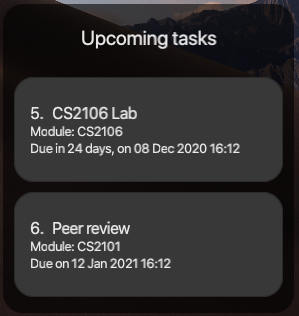 Upcoming tasks
5. CS2106 Lab
Module: CS2106
Due in 24 days, on 08 Dec 2020 16:12
6. Peer review
Module: CS2101
Due on 12 Jan 2021 16:12